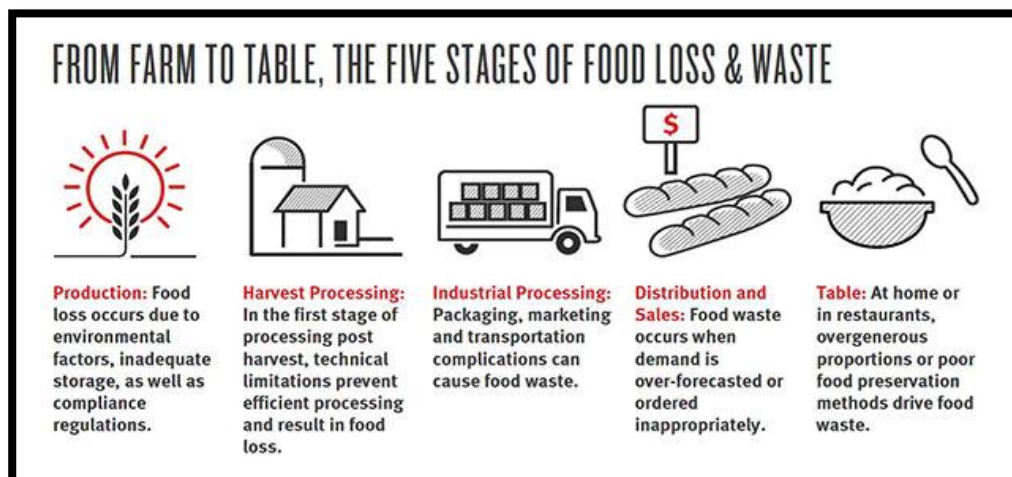 FROM FARM TO TABLE, THE FIVE STAGES OF FOOD LOSS & WASTE
$
Production: Food
loss occurs due to
environmental
factors, inadequate
storage, as well as
compliance
regulations.
Harvest Processing:
In the first stage of
processing post
harvest, technical
limitations prevent
efficient processing
and result in food
loss.
Industrial Processing:
Packaging, marketing
and transportation
complications can
cause food waste.
Distribution and
Sales: Food waste
occurs when
demand is
over-forecasted or
ordered
inappropriately.
Table: At home or
in restaurants,
overgenerous
proportions or poor
food preservation
methods drive food
waste.